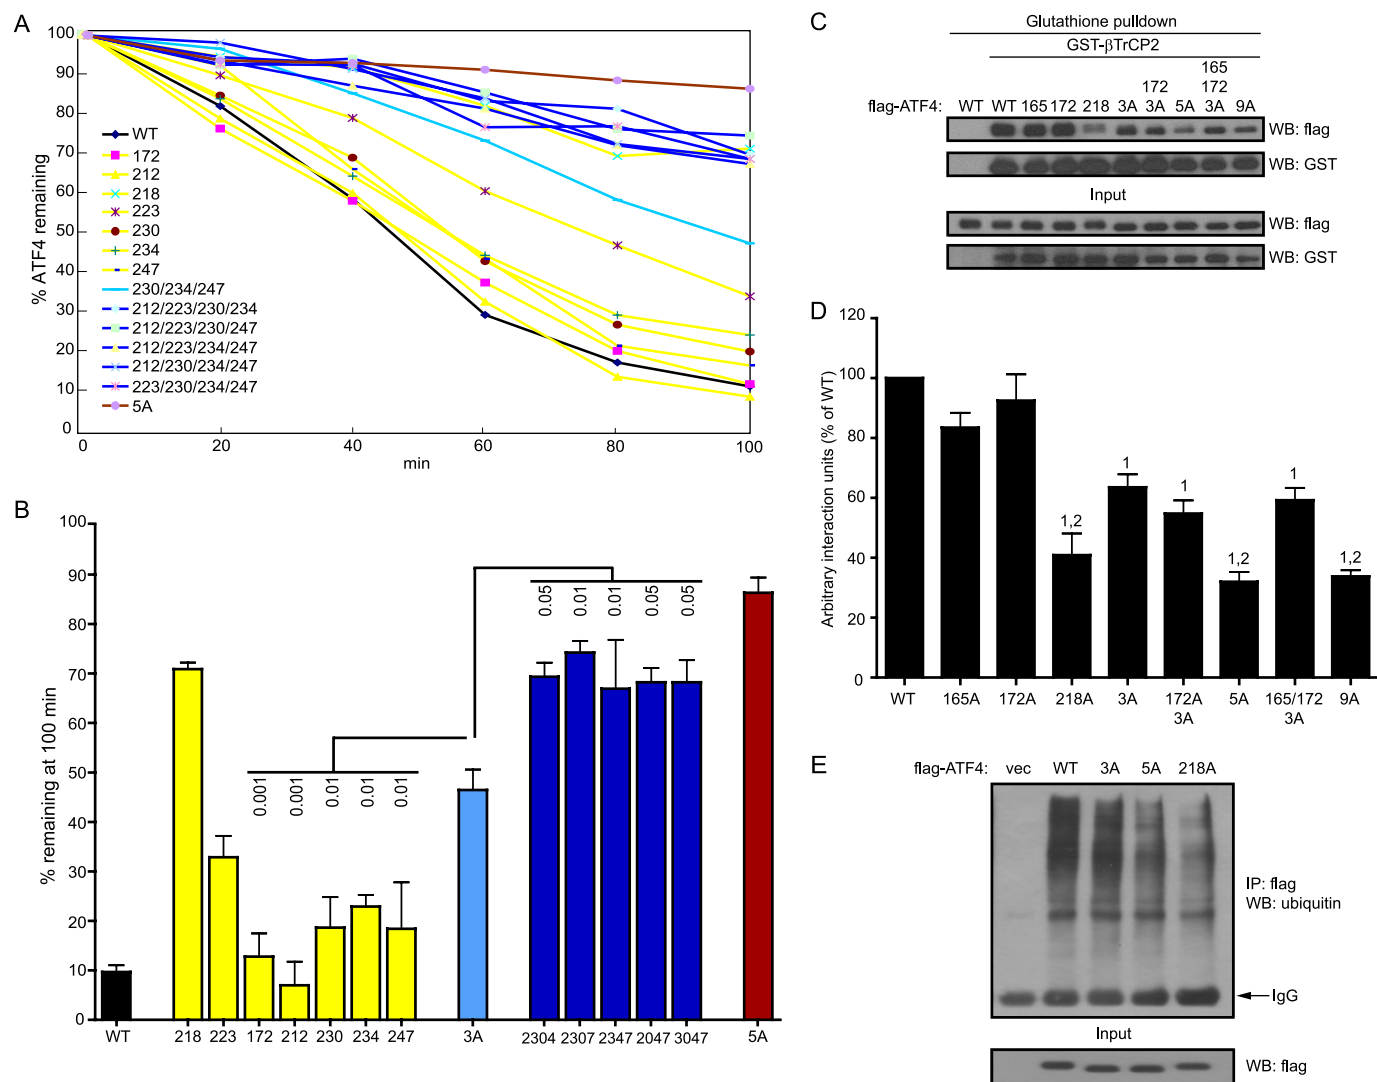 A
% ATF4 remaining
100
90
80
70
60
50
40
30
20
10
0
WT
172
212
218
223
230
234
247
230/234/247
212/223/230/234
212/223/230/247
212/223/234/247
212/230/234/247
223/230/234/247
5A
0 20 40 60 80 100
min
B
% remaining at 100 min
100
90
80
70
60
50
40
30
20
10
0
0.001 0.001 0.01 0.01 0.01
0.05 0.01 0.01 0.05 0.05
WT 218 223 172 212 230 234 247 3A 2304 2307 2347 2047 3047 5A
C
Glutathione pulldown
GST-βTrCP2
165
172 172
flag-ATF4: WT WT 165 172 218 3A 3A 5A 3A 9A
WB: flag
WB: GST
Input
WB: flag
WB: GST
D
Arbitrary interaction units (% of WT)
120
100
80
60
40
20
0
1,2 1 1 1,2 1 1,2
WT 165A 172A 218A 3A 172A 5A 165/172 9A
3A 3A
E
flag-ATF4: vec WT 3A 5A 218A
IP: flag
WB: ubiquitin
IgG
Input
WB: flag